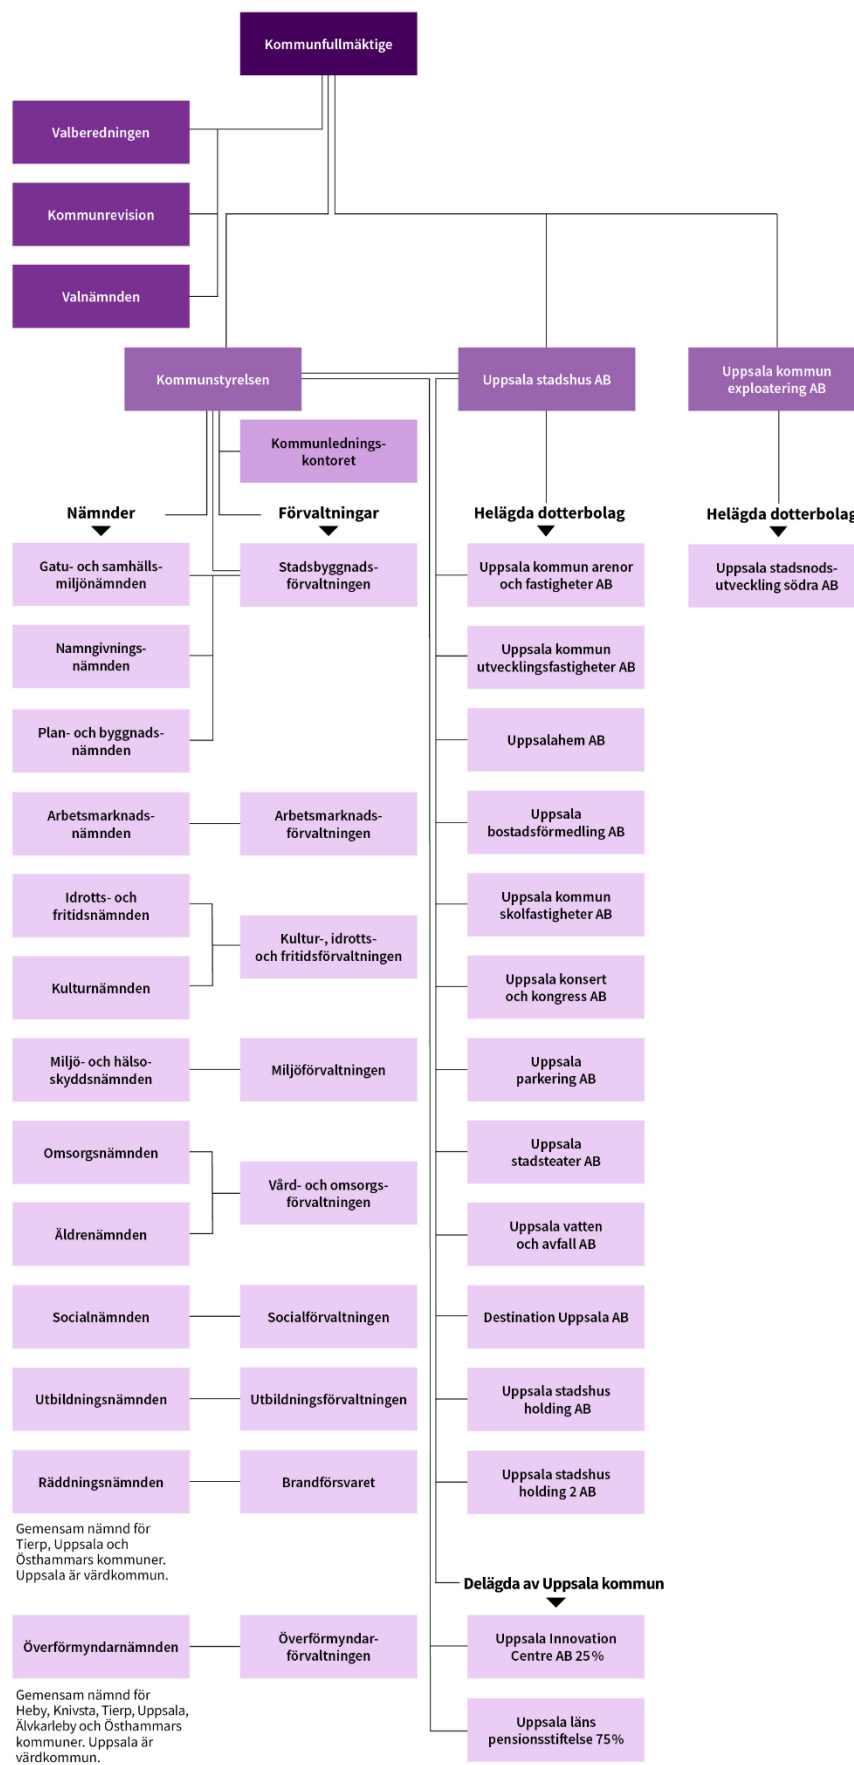 Kommunfullmäktige
Valberedningen
Kommunrevision
Valnämnden
Kommunstyrelsen
Uppsala stadshus AB
Uppsala kommun
exploatering AB
Kommunlednings-
kontoret
Nämnder
Förvaltningar
Helägda dotterbolag
Helägda dotterbolag
Gatu- och samhälls-
miljönämnden
Stadsbyggnads-
förvaltningen
Uppsala kommun arenor
och fastigheter AB
Uppsala stadsnods-
utveckling södra AB
Namngivnings-
nämnden
Uppsala kommun
utvecklingsfastigheter AB
Plan- och byggnads-
nämnden
Uppsalahem AB
Arbetsmarknads-
nämnden
Arbetsmarknads-
förvaltningen
Uppsala
bostadsförmedling AB
Idrotts- och
fritidsnämnden
Kultur-, idrotts-
och fritidsförvaltningen
Uppsala kommun
skolfastigheter AB
Kulturnämnden
Uppsala konsert
och kongress AB
Miljö- och hälso-
skyddsnämnden
Miljöförvaltningen
Uppsala
parkering AB
Omsorgsnämnden
Vård- och omsorgs-
förvaltningen
Uppsala
stadsteater AB
Äldrenämnden
Uppsala vatten
och avfall AB
Socialnämnden
Socialförvaltningen
Destination Uppsala AB
Utbildningsnämnden
Utbildningsförvaltningen
Uppsala stadshus
holding AB
Räddningsnämnden
Brandförsvaret
Uppsala stadshus
holding 2 AB
Gemensam nämnd för
Tierp, Uppsala och
Östhammars kommuner.
Uppsala är värdkommun.
Delägda av Uppsala kommun
Överförmyndarnämnden
Överförmyndar-
förvaltningen
Uppsala Innovation
Centre AB 25%
Gemensam nämnd för
Heby, Knivsta, Tierp, Uppsala,
Älvkarleby och Östhammars
kommuner. Uppsala är
värdkommun.
Uppsala läns
pensionsstiftelse 75%